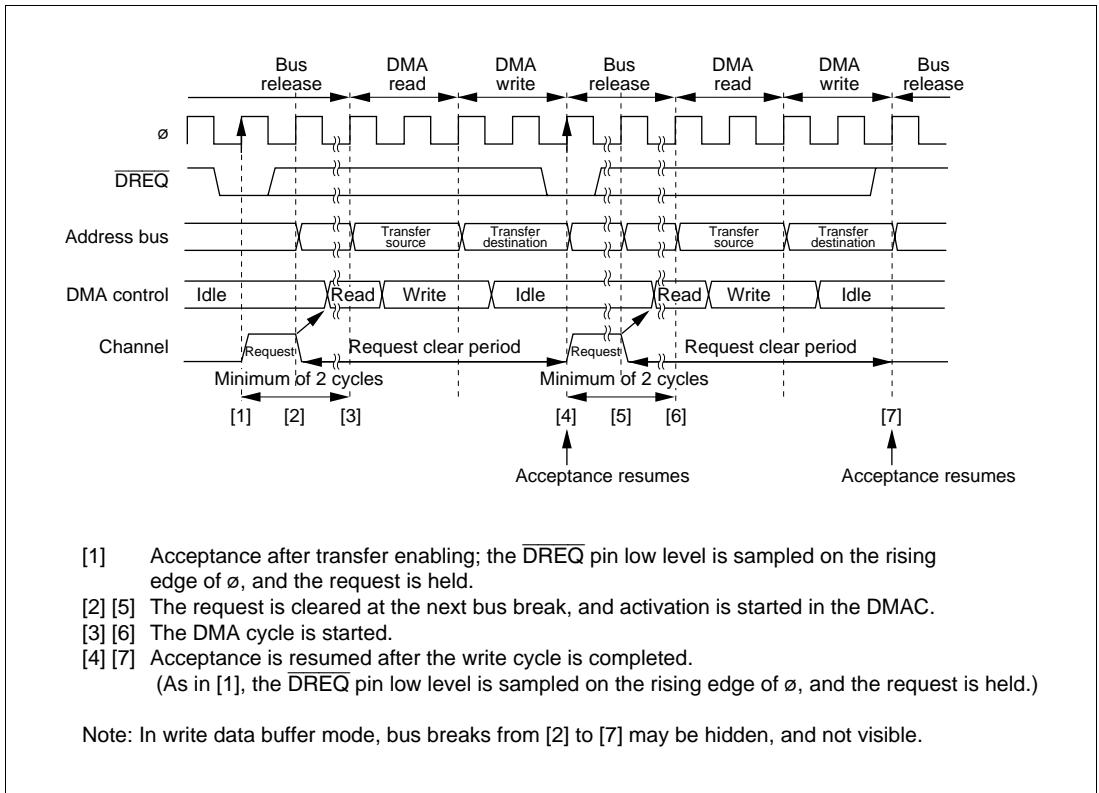 Bus release DMA read DMA write Bus release DMA read DMA write Bus release
ø
DREQ
Address bus Transfer source Transfer destination Transfer source Transfer destination
DMA control Idle Read Write Idle Read Write Idle
Channel Request Request clear period Request Request clear period
Minimum of 2 cycles Minimum of 2 cycles
[1] [2] [3] [4] [5] [6] [7]
Acceptance resumes Acceptance resumes
[1] Acceptance after transfer enabling; the DREQ pin low level is sampled on the rising
edge of ø, and the request is held.
[2] [5] The request is cleared at the next bus break, and activation is started in the DMAC.
[3] [6] The DMA cycle is started.
[4] [7] Acceptance is resumed after the write cycle is completed.
(As in [1], the DREQ pin low level is sampled on the rising edge of ø, and the request is held.)
Note: In write data buffer mode, bus breaks from [2] to [7] may be hidden, and not visible.